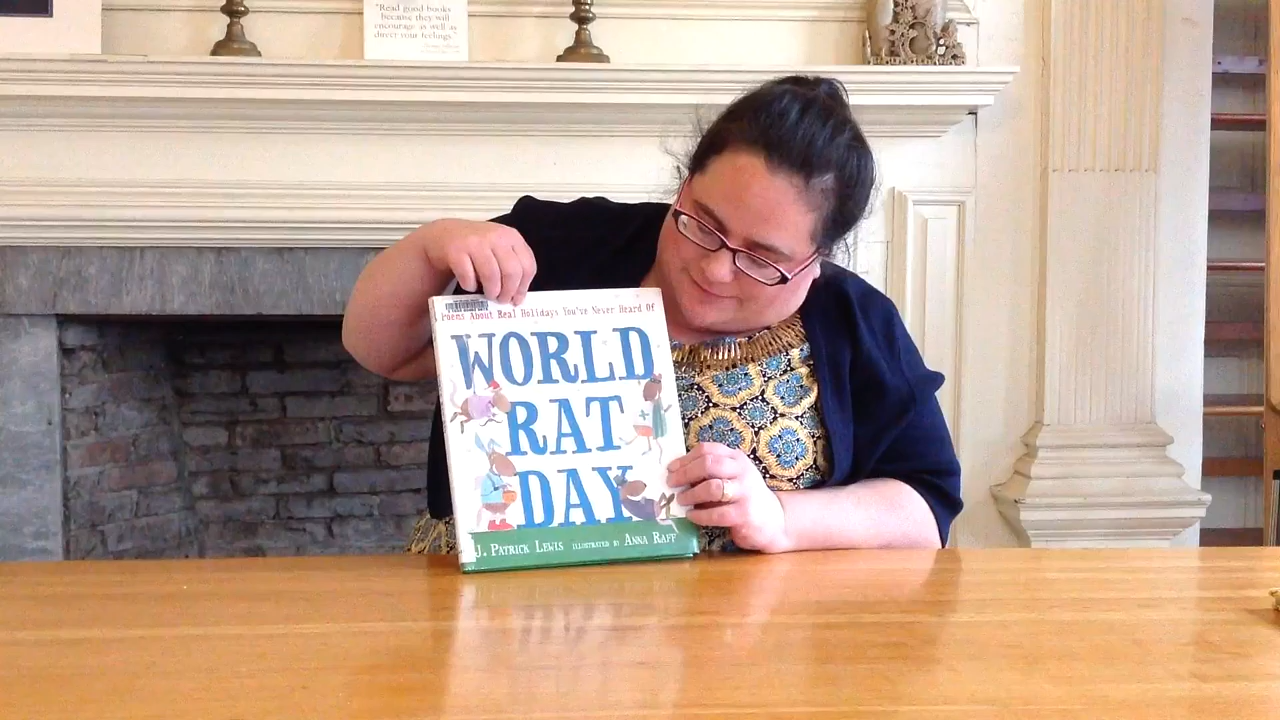 "Read good books
because they will
encourage as well as
direct your feelings."
Poems About Real Holidays You've Never Heard Of
WORLD
RAT
DAY
J. PATRICK LEWIS ILLUSTRATED BY ANNA RAFF